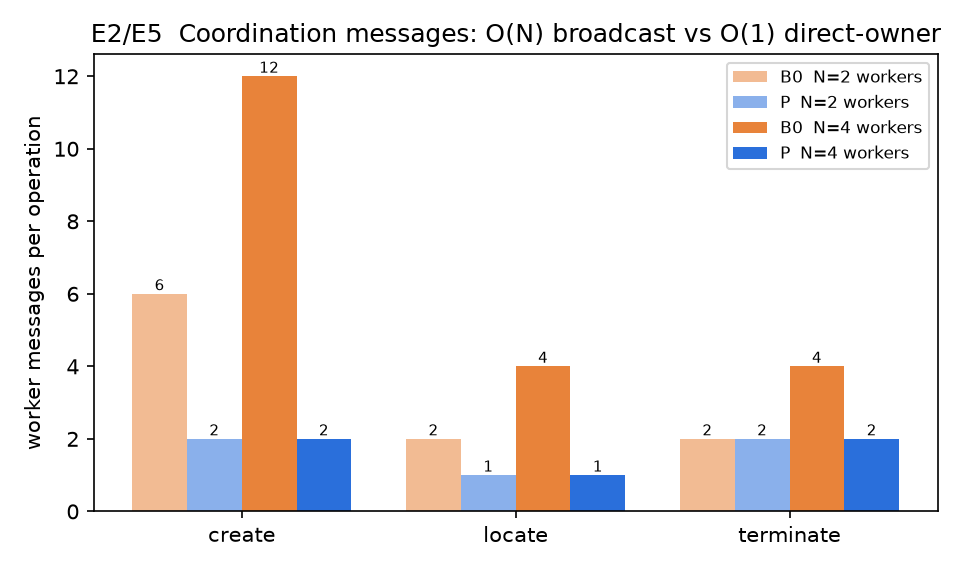 E2/E5  Coordination messages: O(N) broadcast vs O(1) direct-owner
worker messages per operation
12
10
8
6
4
2
0
B0  N=2 workers
P  N=2 workers
B0  N=4 workers
P  N=4 workers
6
2
12
2
2
1
4
1
2
2
4
2
create
locate
terminate